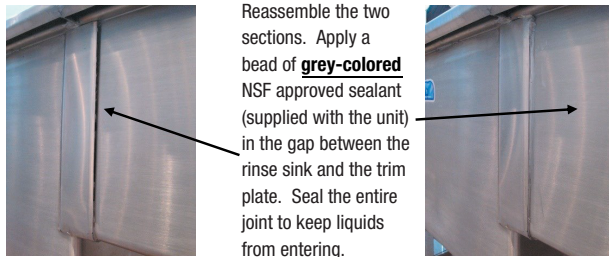 Reassemble the two
sections.  Apply a
bead of grey-colored
NSF approved sealant
(supplied with the unit)
in the gap between the
rinse sink and the trim
plate.  Seal the entire
joint to keep liquids
from entering.